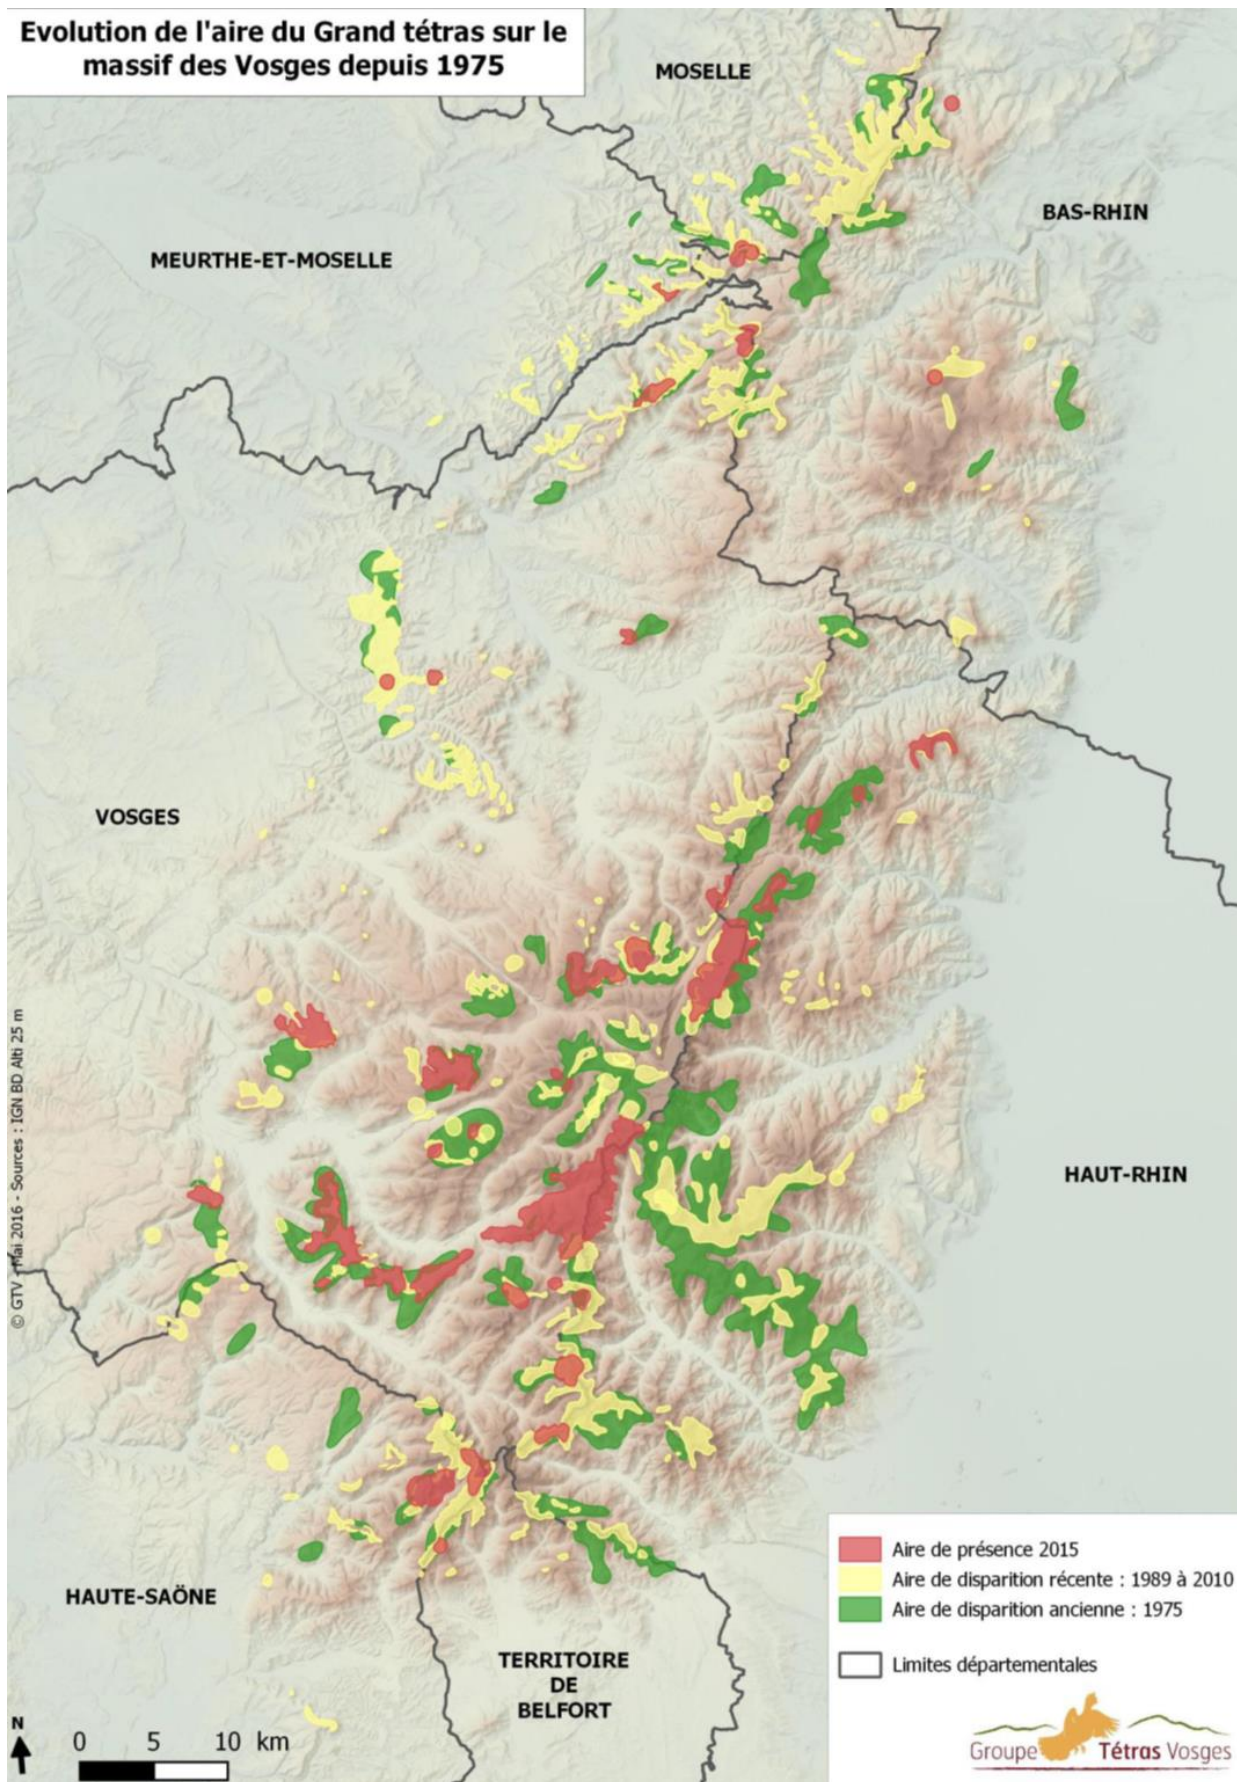 Evolution de l'aire du Grand tétras sur le
massif des Vosges depuis 1975
MOSELLE
BAS-RHIN
MEURTHE-ET-MOSELLE
VOSGES
HAUT-RHIN
© GTV - Mai 2016 - Sources : IGN BD Alti 25 m
HAUTE-SAÖNE
TERRITOIRE
DE
BELFORT
Aire de présence 2015
Aire de disparition récente : 1989 à 2010
Aire de disparition ancienne : 1975
Limites départementales
N
0 5 10 km
Groupe Tétras Vosges